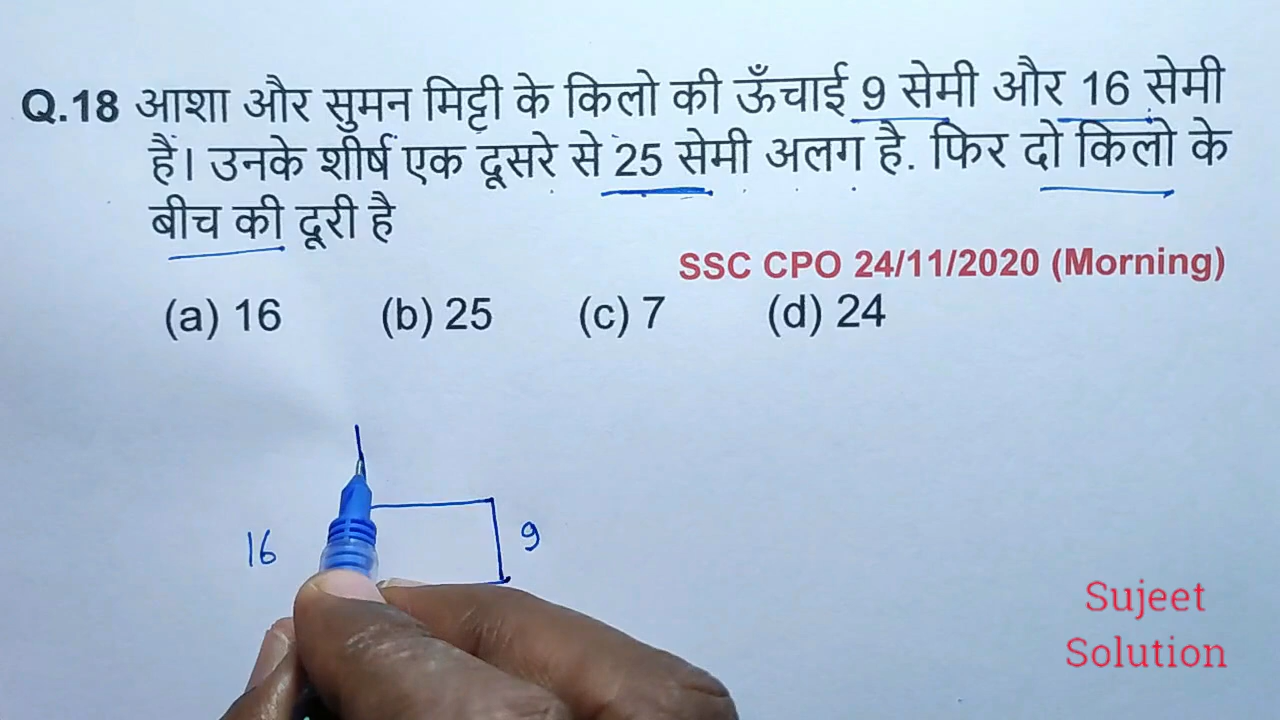 Q.18 आशा और सुमन मिट्टी के किलो की ऊँचाई 9 सेमी और 16 सेमी
हैं। उनके शीर्ष एक दूसरे से 25 सेमी अलग है. फिर दो किलो के
बीच की दूरी है
SSC CPO 24/11/2020 (Morning)
(a) 16 (b) 25 (c) 7 (d) 24
16 9
Sujeet
Solution